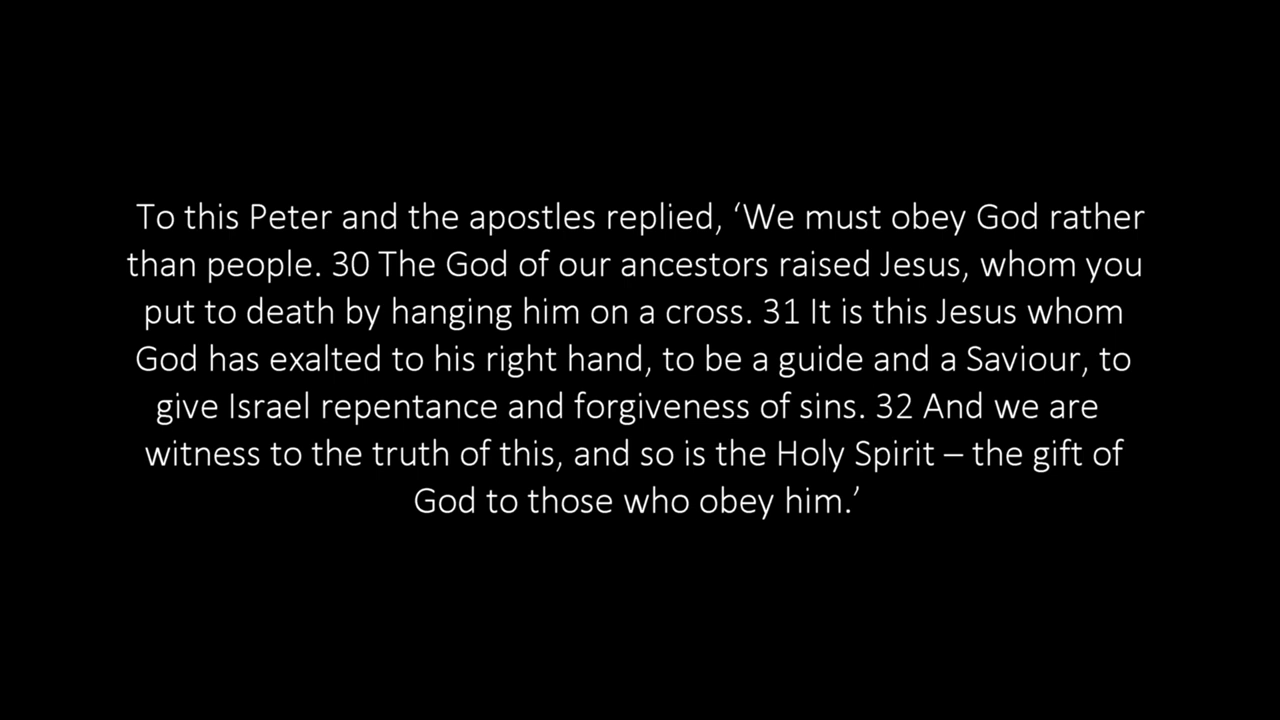 To this Peter and the apostles replied, ‘We must obey God rather
than people. 30 The God of our ancestors raised Jesus, whom you
put to death by hanging him on a cross. 31 It is this Jesus whom
God has exalted to his right hand, to be a guide and a Saviour, to
give Israel repentance and forgiveness of sins. 32 And we are
witness to the truth of this, and so is the Holy Spirit – the gift of
God to those who obey him.’